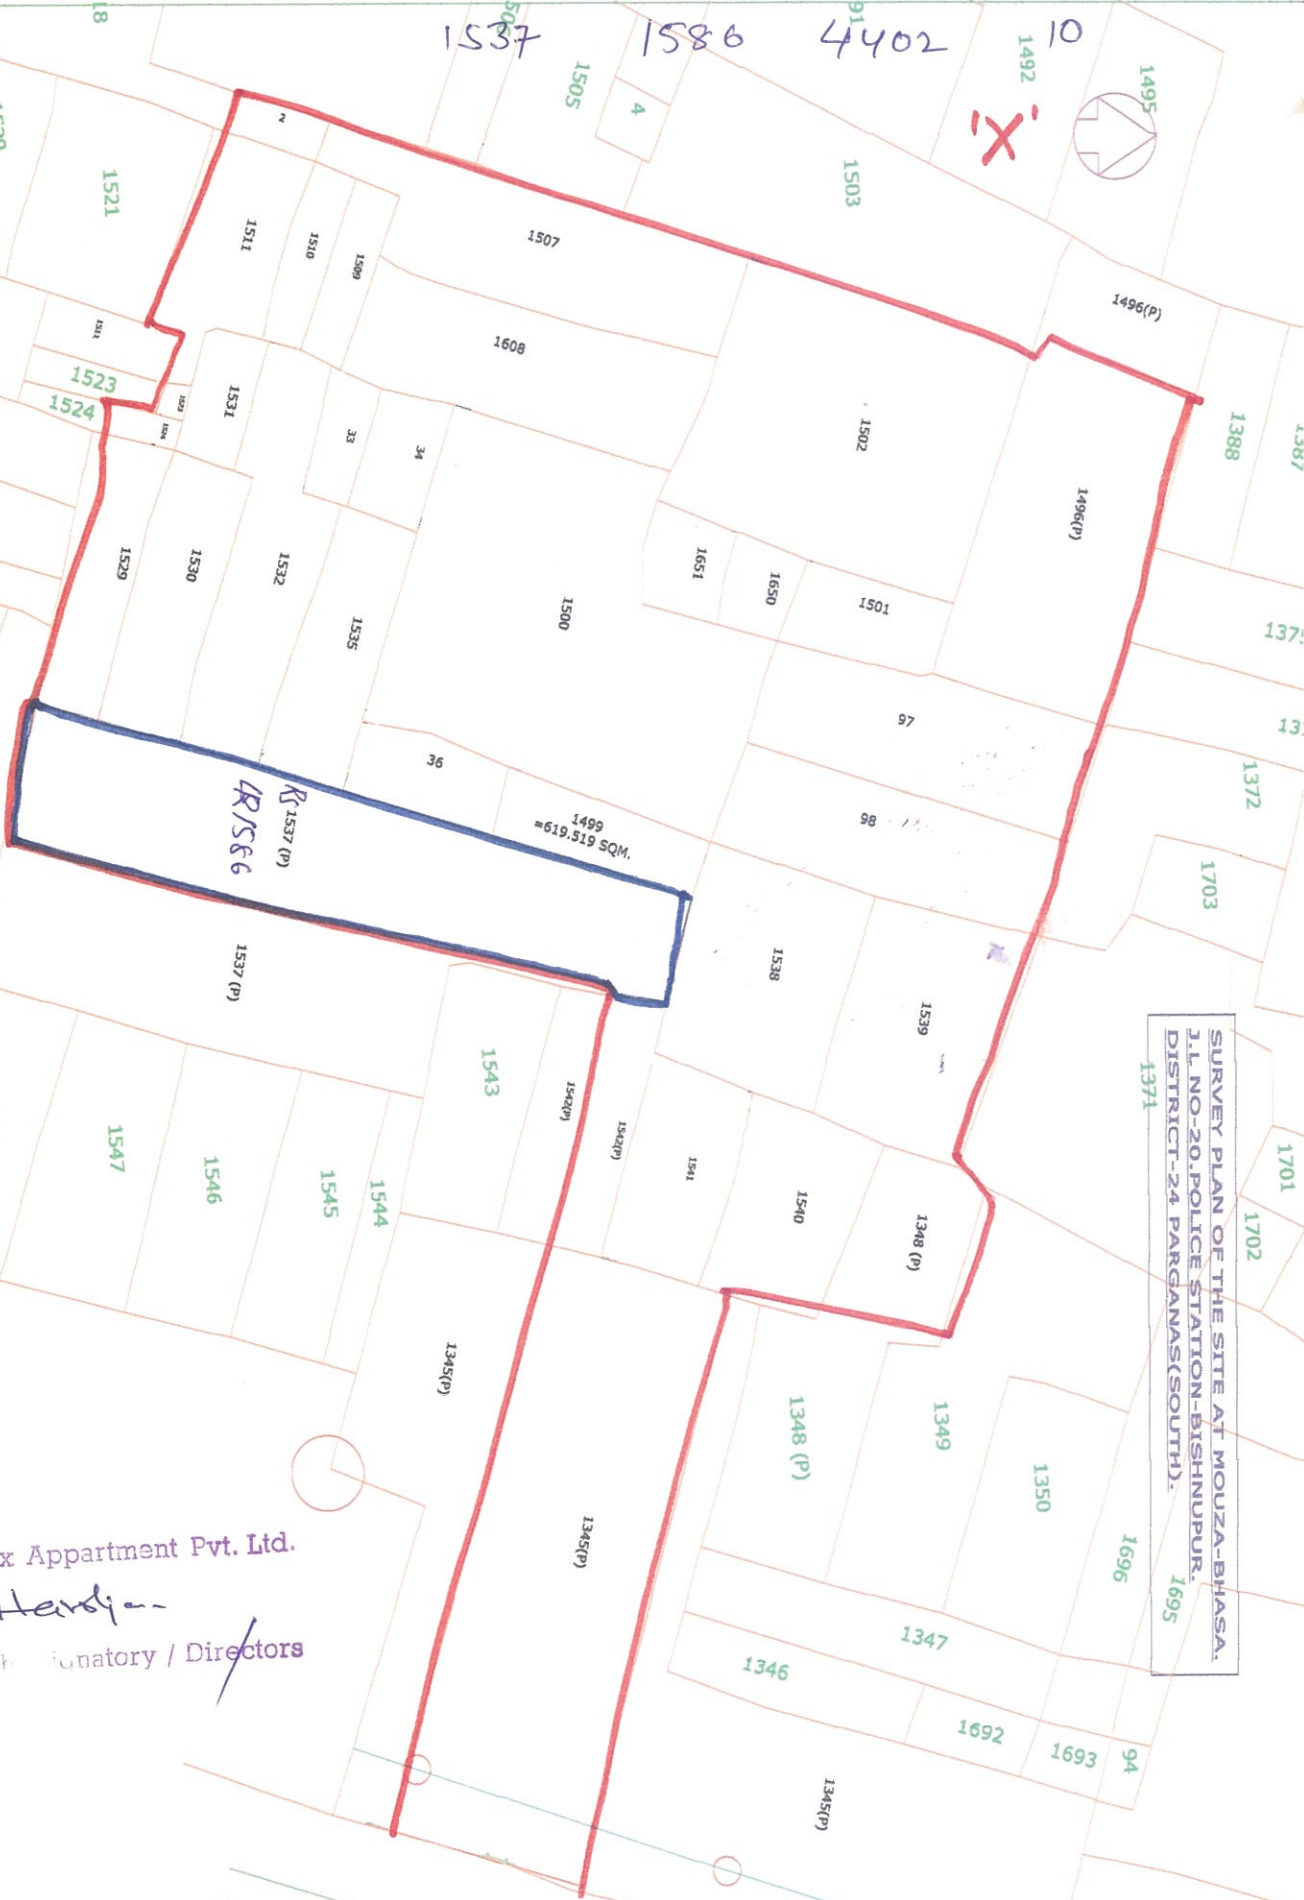 1537 1586 4402 10
'X'
18
1505
4
1492
1495
1503
2
1521
1511
1510
1509
1507
1496(P)
1608
1523
1524
1531
33
34
1502
1388
1387
1496(P)
1529
1530
1532
1535
1500
1651
1650
1501
97
36
1499
=619.519 SQM.
98
1372
1703
RS 1537 (P)
LR 1586
1537 (P)
1538
1539
1371
SURVEY PLAN OF THE SITE AT MOUZA-BHASA.
J.L NO-20.POLICE STATION-BISHNUPUR.
DISTRICT-24 PARGANAS(SOUTH).
1701
1702
1543
1542(P)
1542(P)
1541
1540
1348 (P)
1547
1546
1545
1544
1345(P)
1345(P)
1348 (P)
1349
1350
1696
1695
1347
1346
1692
1693
94
1345(P)
x Appartment Pvt. Ltd.
natory / Directors